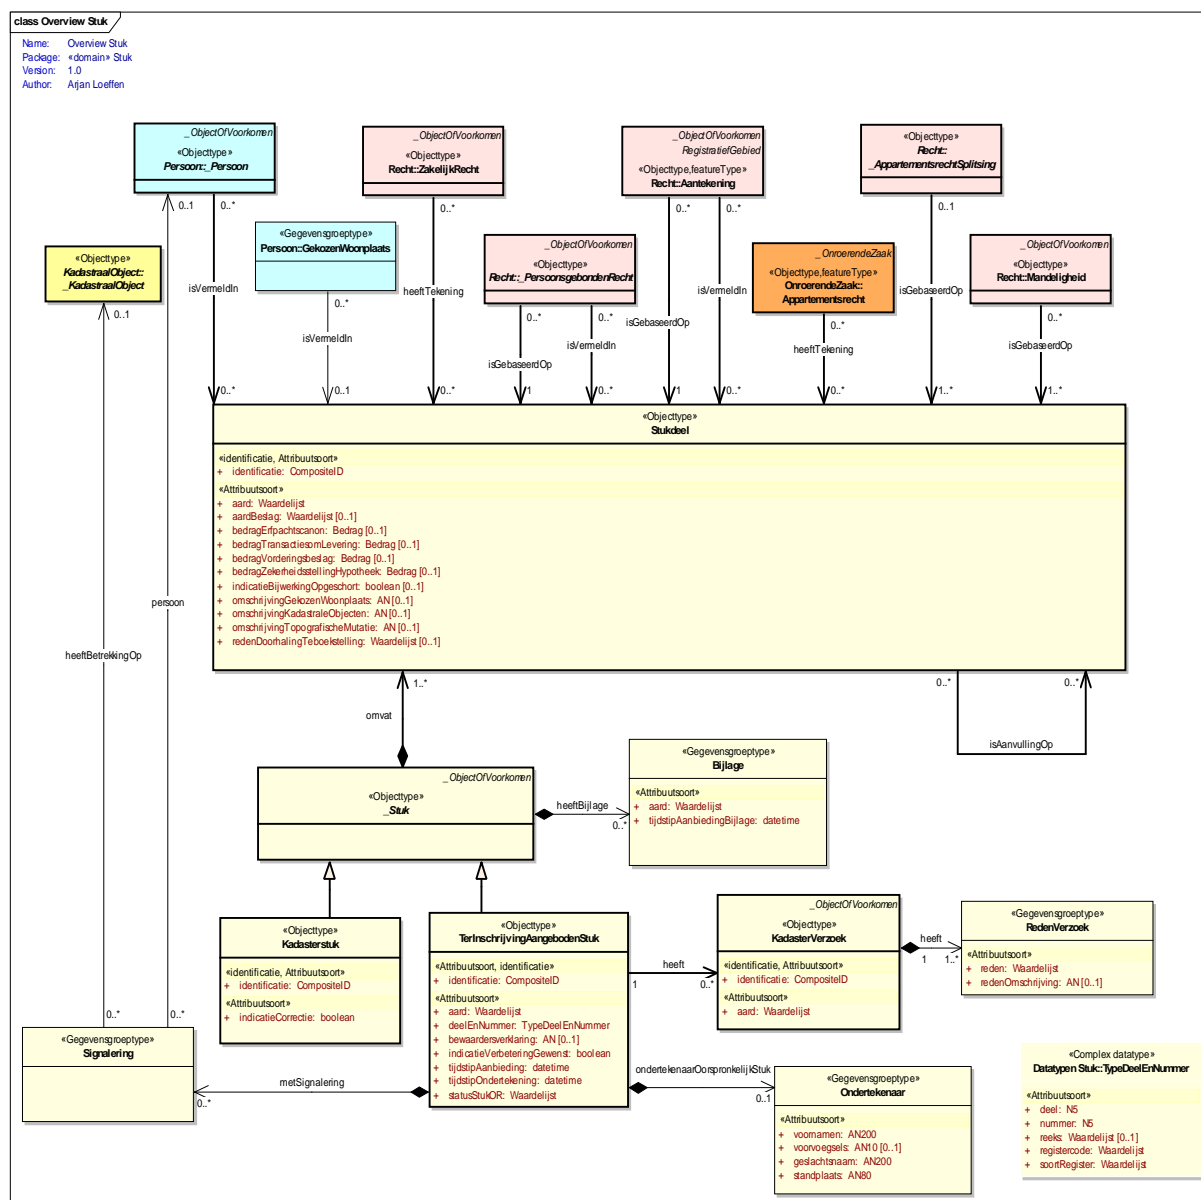 class Overview Stuk
Name: Overview Stuk
Package: «domain» Stuk
Version: 1.0
Author: Arjan Loeffen
_ObjectOfVoorkomen
«Objecttype»
Persoon::_Persoon
_ObjectOfVoorkomen
«Objecttype»
Recht::ZakelijkRecht
_ObjectOfVoorkomen
RegistratiefGebied
«Objecttype,featureType»
Recht::Aantekening
«Objecttype»
Recht::
_AppartementsrechtSplitsing
0..1
0..*
0..*
0..*
0..*
0..1
«Gegevensgroeptype»
Persoon::GekozenWoonplaats
«Objecttype»
KadastraalObject::
_KadastraalObject
_ObjectOfVoorkomen
«Objecttype»
Recht::_PersoonsgebondenRecht
_OnroerendeZaak
«Objecttype,featureType»
OnroerendeZaak::
Appartementsrecht
_ObjectOfVoorkomen
«Objecttype»
Recht::Mandeligheid
isVermeldIn
heeftTekening
isVermeldIn
isGebaseerdOp
0..1
0..*
0..*
0..*
0..*
0..*
isVermeldIn
isGebaseerdOp
isVermeldIn
heeftTekening
isGebaseerdOp
isGebaseerdOp
0..*
0..1
0..*
1
0..*
1
0..*
0..*
1..*
1..*
«Objecttype»
Stukdeel
«identificatie, Attribuutsoort»
+ identificatie: CompositeID
«Attribuutsoort»
+ aard: Waardelijst
+ aardBeslag: Waardelijst [0..1]
+ bedragErfpachtscanon: Bedrag [0..1]
+ bedragTransactiesomLevering: Bedrag [0..1]
+ bedragVorderingsbeslag: Bedrag [0..1]
+ bedragZekerheidsstellingHypotheek: Bedrag [0..1]
+ indicatieBijwerkingOpgeschort: boolean [0..1]
+ omschrijvingGekozenWoonplaats: AN [0..1]
+ omschrijvingKadastraleObjecten: AN [0..1]
+ omschrijvingTopografischeMutatie: AN [0..1]
+ redenDoorhalingTeboekstelling: Waardelijst [0..1]
persoon
heeftBetrekkingOp
1..*
0..*
0..*
omvat
isAanvullingOp
_ObjectOfVoorkomen
«Objecttype»
_Stuk
heeftBijlage
0..*
«Gegevensgroeptype»
Bijlage
«Attribuutsoort»
+ aard: Waardelijst
+ tijdstipAanbiedingBijlage: datetime
«Objecttype»
Kadasterstuk
«identificatie, Attribuutsoort»
+ identificatie: CompositeID
«Attribuutsoort»
+ indicatieCorrectie: boolean
«Objecttype»
TerInschrijvingAangebodenStuk
«Attribuutsoort, identificatie»
+ identificatie: CompositeID
«Attribuutsoort»
+ aard: Waardelijst
+ deelEnNummer: TypeDeelEnNummer
+ bewaardersverklaring: AN [0..1]
+ indicatieVerbeteringGewenst: boolean
+ tijdstipAanbieding: datetime
+ tijdstipOndertekening: datetime
+ statusStukOR: Waardelijst
heeft
1
0..*
_ObjectOfVoorkomen
«Objecttype»
KadasterVerzoek
«identificatie, Attribuutsoort»
+ identificatie: CompositeID
«Attribuutsoort»
+ aard: Waardelijst
heeft
1
1..*
«Gegevensgroeptype»
RedenVerzoek
«Attribuutsoort»
+ reden: Waardelijst
+ redenOmschrijving: AN [0..1]
0..*
0..*
«Gegevensgroeptype»
Signalering
metSignalering
0..*
ondertekenaarOorspronkelijkStuk
0..1
«Gegevensgroeptype»
Ondertekenaar
«Attribuutsoort»
+ voornamen: AN200
+ voorvoegsels: AN10 [0..1]
+ geslachtsnaam: AN200
+ standplaats: AN80
«Complex datatype»
Datatypen Stuk::TypeDeelEnNummer
«Attribuutsoort»
+ deel: N5
+ nummer: N5
+ reeks: Waardelijst [0..1]
+ registercode: Waardelijst
+ soortRegister: Waardelijst